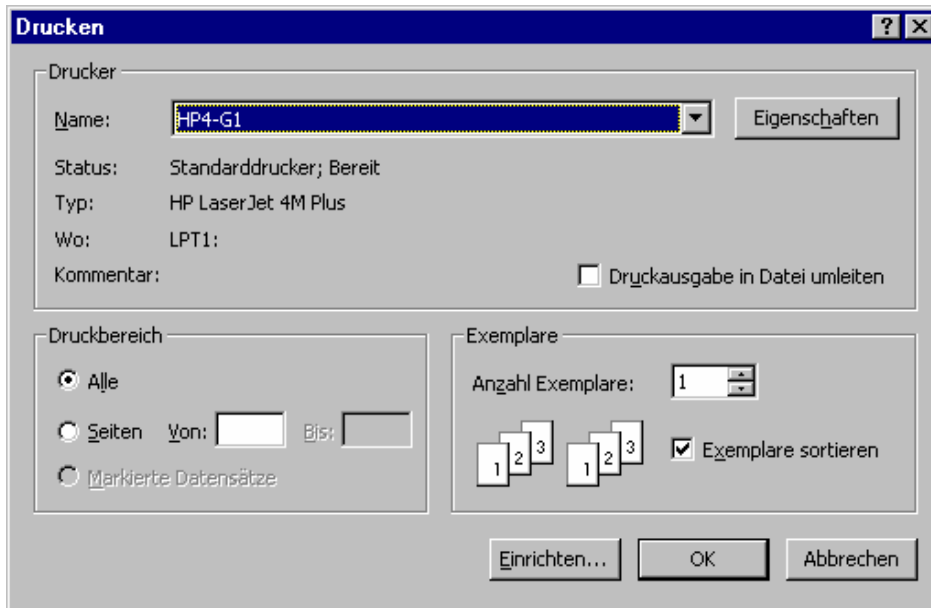 Drucken
Drucker
Name: HP4-G1 Eigenschaften
Status: Standarddrucker; Bereit
Typ: HP LaserJet 4M Plus
Wo: LPT1:
Kommentar: Druckausgabe in Datei umleiten
Druckbereich
Alle
Seiten Von: Bis:
Markierte Datensätze
Exemplare
Anzahl Exemplare: 1
1 2 3 1 2 3 Exemplare sortieren
Einrichten... OK Abbrechen